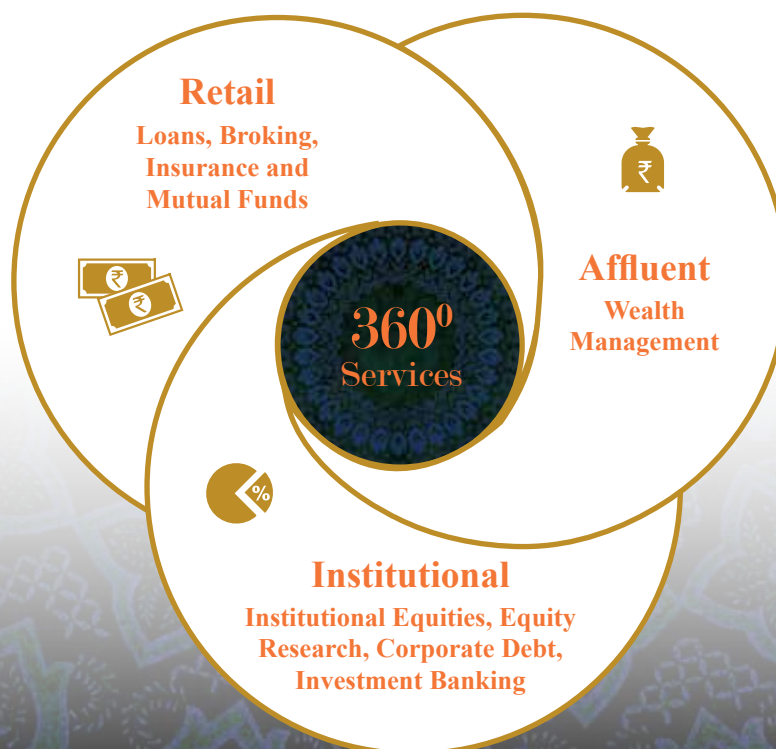 Retail
Loans, Broking,
Insurance and
Mutual Funds
₹
₹
₹
Affluent
Wealth
Management
360⁰
Services
%
Institutional
Institutional Equities, Equity
Research, Corporate Debt,
Investment Banking